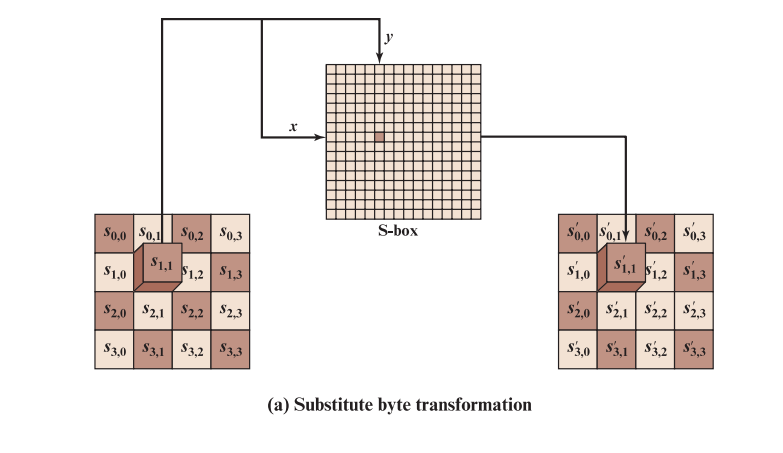 y
x
S-box
s0,0 s0,1 s0,2 s0,3
s1,0 s1,1 s1,2 s1,3
s2,0 s2,1 s2,2 s2,3
s3,0 s3,1 s3,2 s3,3
s′0,0 s′0,1 s′0,2 s′0,3
s′1,0 s′1,1 s′1,2 s′1,3
s′2,0 s′2,1 s′2,2 s′2,3
s′3,0 s′3,1 s′3,2 s′3,3
(a) Substitute byte transformation